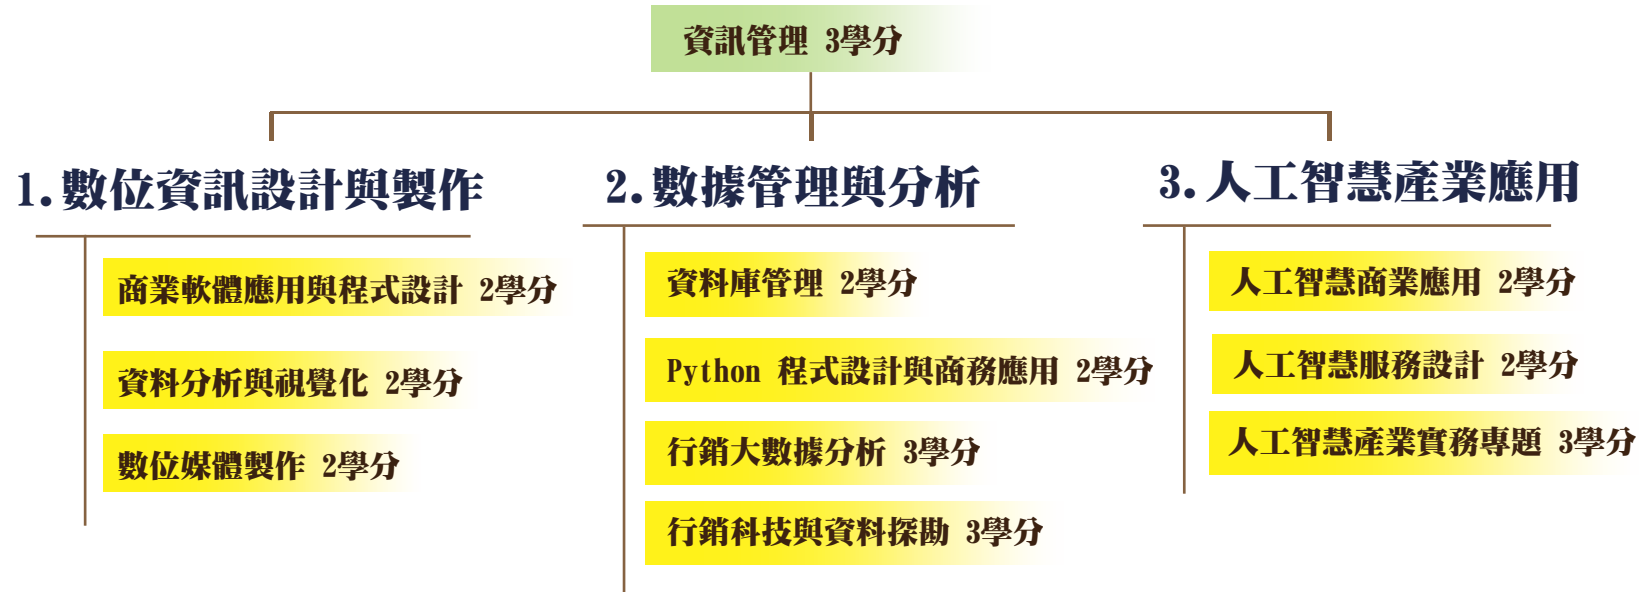 資訊管理 3學分
1.數位資訊設計與製作
商業軟體應用與程式設計 2學分
資料分析與視覺化 2學分
數位媒體製作 2學分
2.數據管理與分析
資料庫管理 2學分
Python 程式設計與商務應用 2學分
行銷大數據分析 3學分
行銷科技與資料探勘 3學分
3.人工智慧產業應用
人工智慧商業應用 2學分
人工智慧服務設計 2學分
人工智慧產業實務專題 3學分